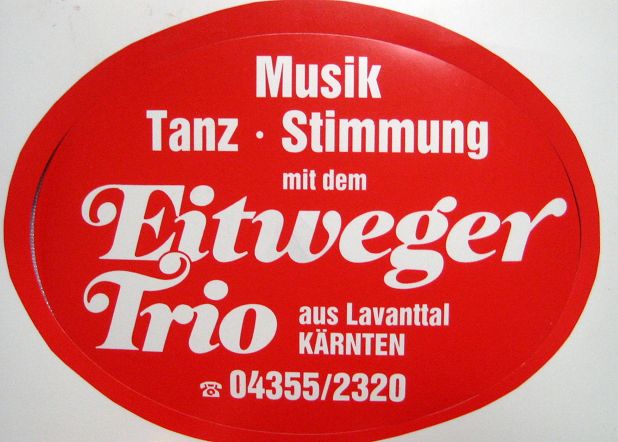 Musik
Tanz · Stimmung
mit dem
Eitweger
Trio
aus Lavanttal
KÄRNTEN
☎ 04355/2320